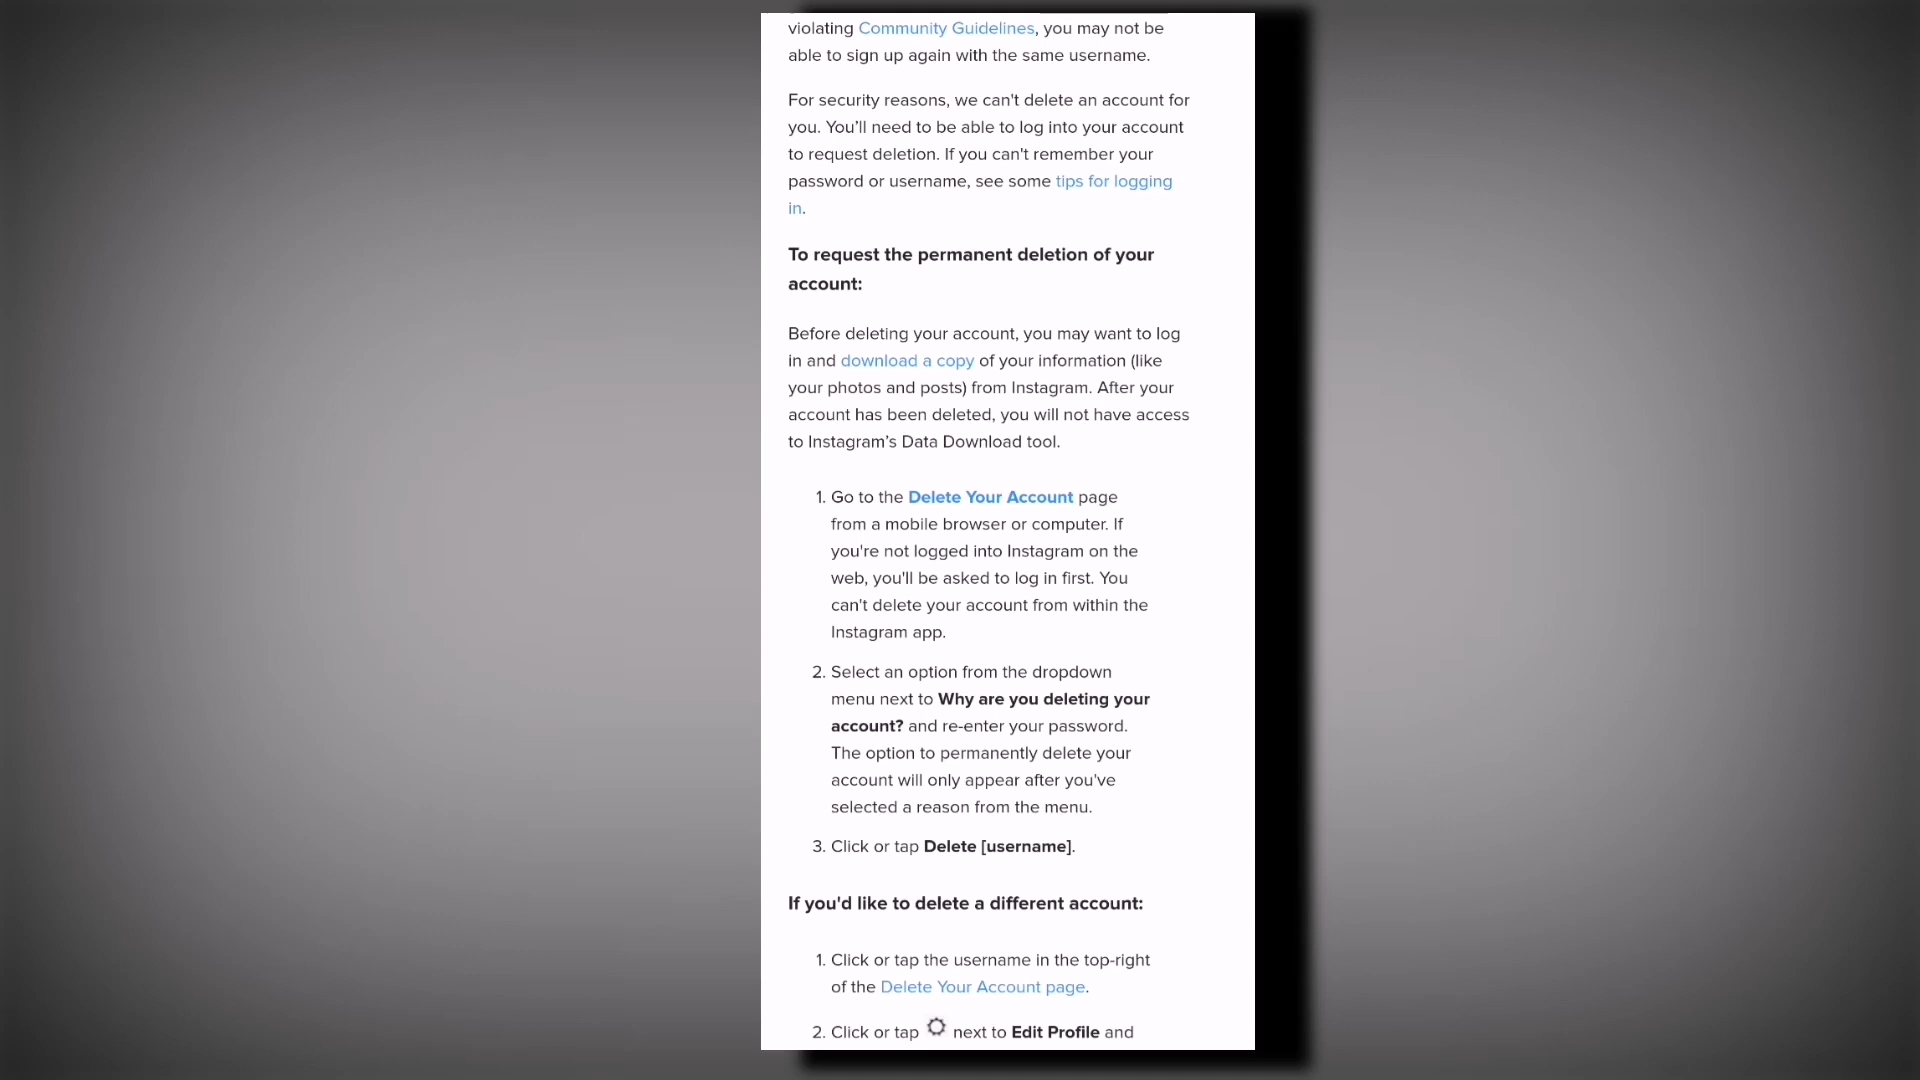 violating Community Guidelines, you may not be
able to sign up again with the same username.
For security reasons, we can't delete an account for
you. You’ll need to be able to log into your account
to request deletion. If you can't remember your
password or username, see some tips for logging
in.
To request the permanent deletion of your
account:
Before deleting your account, you may want to log
in and download a copy of your information (like
your photos and posts) from Instagram. After your
account has been deleted, you will not have access
to Instagram’s Data Download tool.
1. Go to the Delete Your Account page
from a mobile browser or computer. If
you're not logged into Instagram on the
web, you'll be asked to log in first. You
can't delete your account from within the
Instagram app.
2. Select an option from the dropdown
menu next to Why are you deleting your
account? and re-enter your password.
The option to permanently delete your
account will only appear after you've
selected a reason from the menu.
3. Click or tap Delete [username].
If you'd like to delete a different account:
1. Click or tap the username in the top-right
of the Delete Your Account page.
2. Click or tap next to Edit Profile and